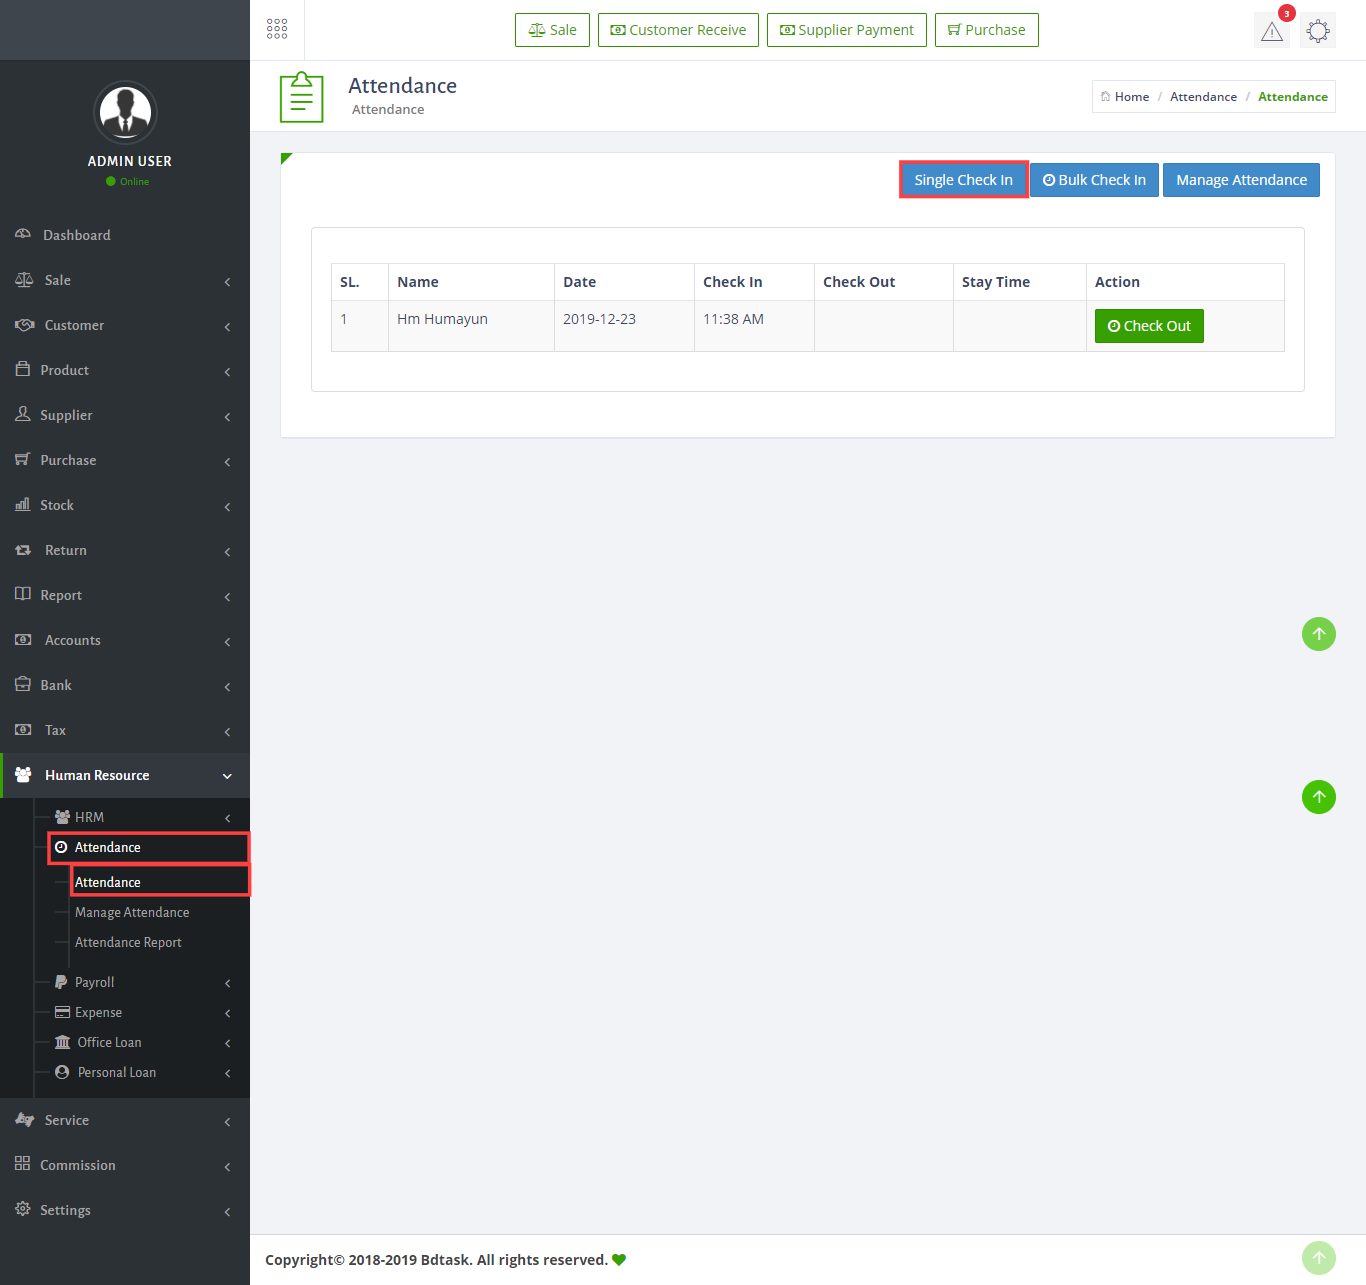 Sale
Customer Receive
Supplier Payment
Purchase
3
ADMIN USER
Online
Dashboard
Sale
Customer
Product
Supplier
Purchase
Stock
Return
Report
Accounts
Bank
Tax
Human Resource
HRM
Attendance
Attendance
Manage Attendance
Attendance Report
Payroll
Expense
Office Loan
Personal Loan
Service
Commission
Settings
Attendance
Attendance
Home / Attendance / Attendance
Single Check In
Bulk Check In
Manage Attendance
SL. Name Date Check In Check Out Stay Time Action
1 Hm Humayun 2019-12-23 11:38 AM Check Out
Copyright© 2018-2019 Bdtask. All rights reserved.